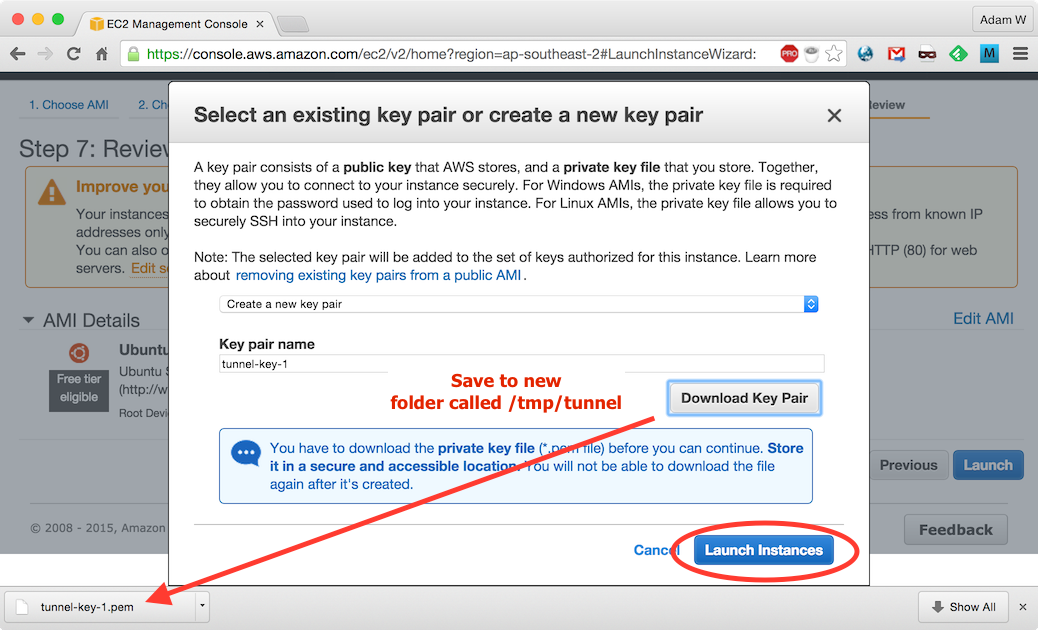 EC2 Management Console
Adam W
https://console.aws.amazon.com/ec2/v2/home?region=ap-southeast-2#LaunchInstanceWizard:
PRO
M
1. Choose AMI
2. Ch
Review
Select an existing key pair or create a new key pair
Step 7: Review
A key pair consists of a public key that AWS stores, and a private key file that you store. Together,
they allow you to connect to your instance securely. For Windows AMIs, the private key file is required
to obtain the password used to log into your instance. For Linux AMIs, the private key file allows you to
securely SSH into your instance.
Improve you
Your instances
ess from known IP
addresses only
You can also o
HTTP (80) for web
servers. Edit se
Note: The selected key pair will be added to the set of keys authorized for this instance. Learn more
about removing existing key pairs from a public AMI.
Create a new key pair
AMI Details
Edit AMI
Key pair name
tunnel-key-1
Ubuntu
Ubuntu S
(http://w
Root Devi
Free tier
eligible
Save to new
folder called /tmp/tunnel
Download Key Pair
You have to download the private key file (*.pem file) before you can continue. Store
it in a secure and accessible location. You will not be able to download the file
again after it's created.
Previous
Launch
© 2008 - 2015, Amazon
Feedback
Cancel
Launch Instances
tunnel-key-1.pem
Show All